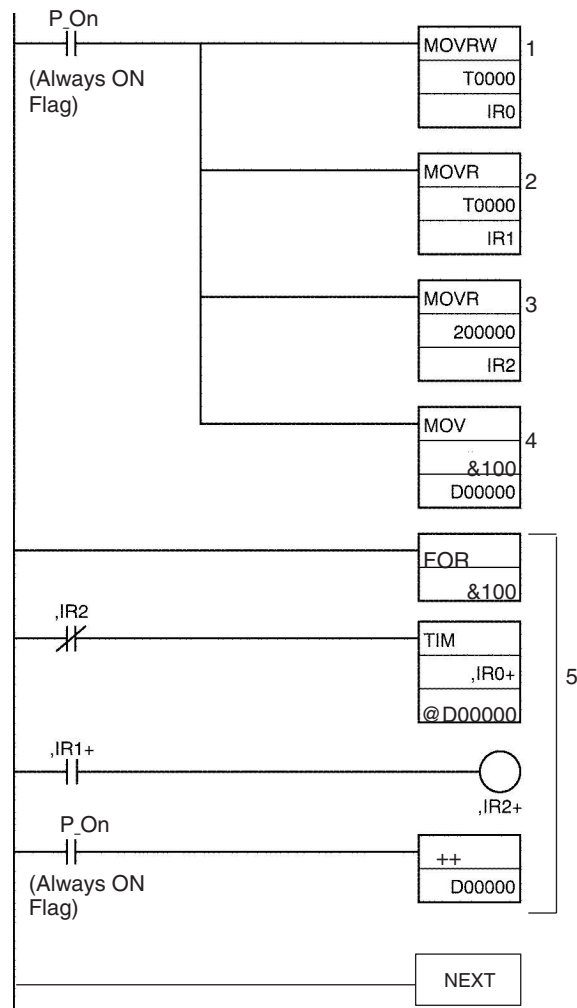 P_On
(Always ON
Flag)
MOVRW 1
T0000
IR0
MOVR 2
T0000
IR1
MOVR 3
200000
IR2
MOV 4
&100
D00000
FOR
&100
,IR2
TIM
,IR0+
@D00000
5
,IR1+
,IR2+
P_On
(Always ON
Flag)
++
D00000
NEXT